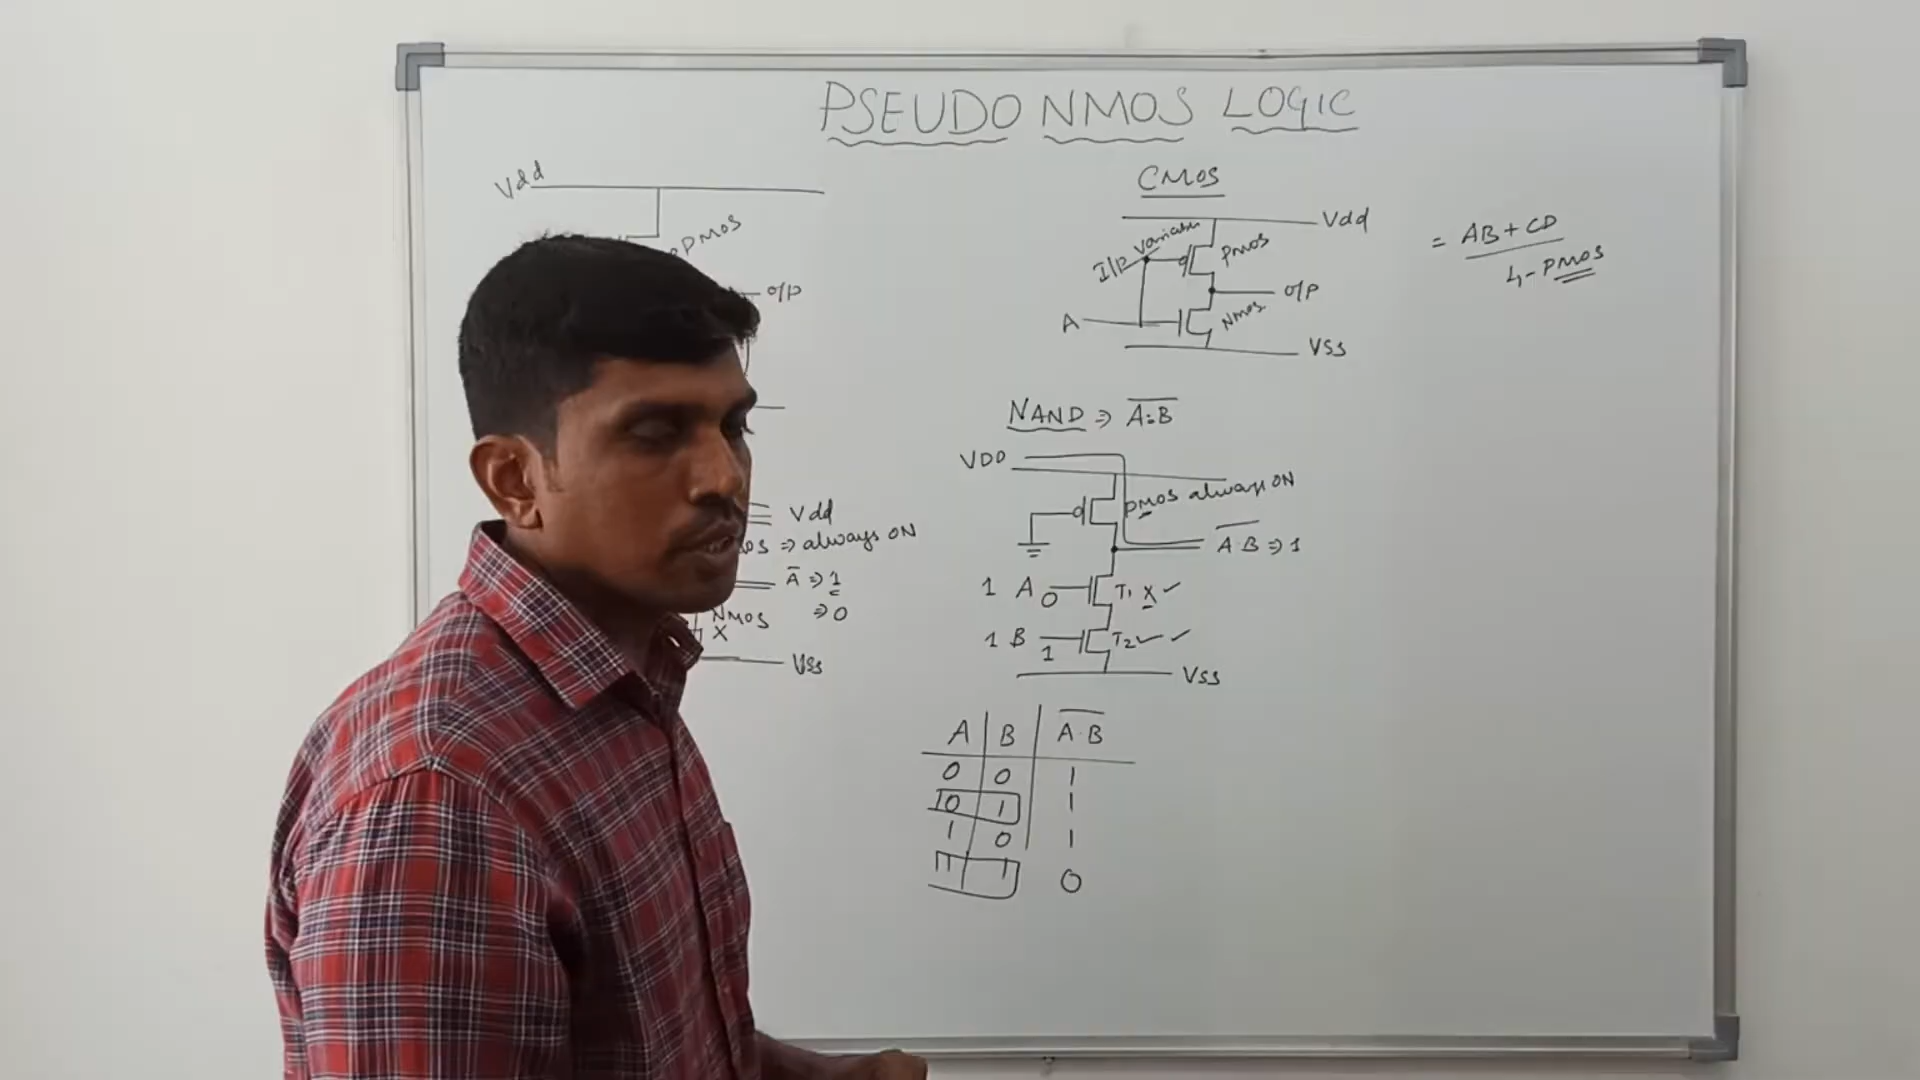 PSEUDO NMOS LOGIC
Vdd
PMOS
O/P
Vdd
OS ⇒ always ON
A̅ ⇒ 1
⇒ 0
NMOS
X
VSS
CMOS
Vdd
I/P variable
PMOS
O/P
A
NMOS
VSS
= AB + CD
4 - PMOS
NAND ⇒ A̅.̅B̅
VDD
PMOS always ON
A̅.̅B̅ ⇒ 1
1 A 0 T1 X ✓
1 B 1 T2 ✓ ✓
VSS
A B A̅.̅B̅
0 0 1
0 1 1
1 0 1
1 1 0